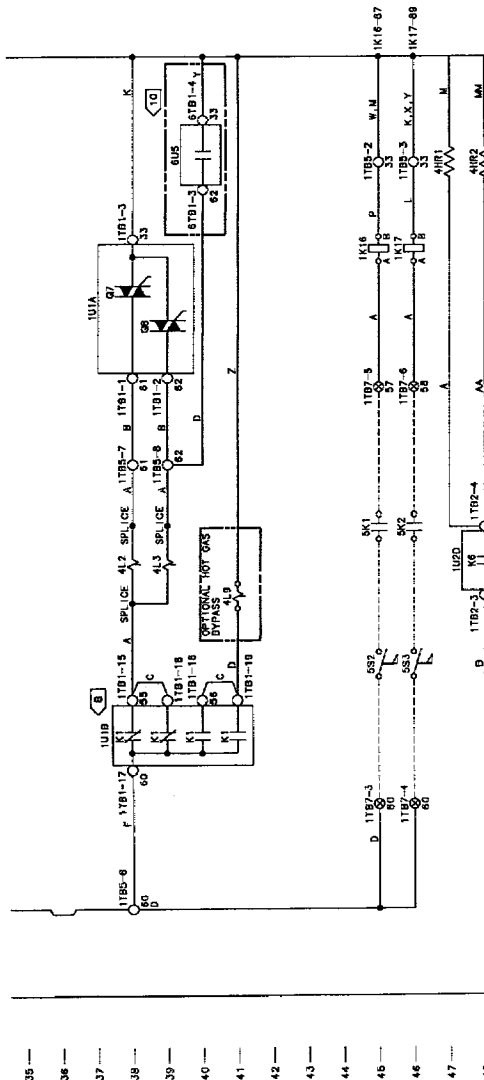 35
36
37
38
39
40
41
42
43
44
45
46
47
1TB5-6
60
D
F
1TB1-17
60
8
1U1B
K1
K1
K1
K1
1TB1-15
55
C
1TB1-18
1TB1-16
56
C
1TB1-19
A
SPLICE
4L2
SPLICE
A
1TB5-7
61
B
1TB1-1
61
1U1A
Q7
1TB1-3
33
K
4L3
SPLICE
A
1TB5-8
62
B
1TB1-2
62
Q8
D
10
6TB1-3
62
6U5
6TB1-4
33
Y
D
OPTIONAL HOT GAS
BYPASS
4L9
Z
D
1TB7-3
60
5S2
5K1
1TB7-5
57
A
1K16
A
B
P
1TB5-2
33
W,M
1K16-87
1TB7-4
60
5S3
5K2
1TB7-6
58
A
1K17
A
B
L
1TB5-3
33
K,X,Y
1K17-89
A
4HR1
M
B
1TB2-3
1U2D
K6
1TB2-4
AA
4HR2
MM